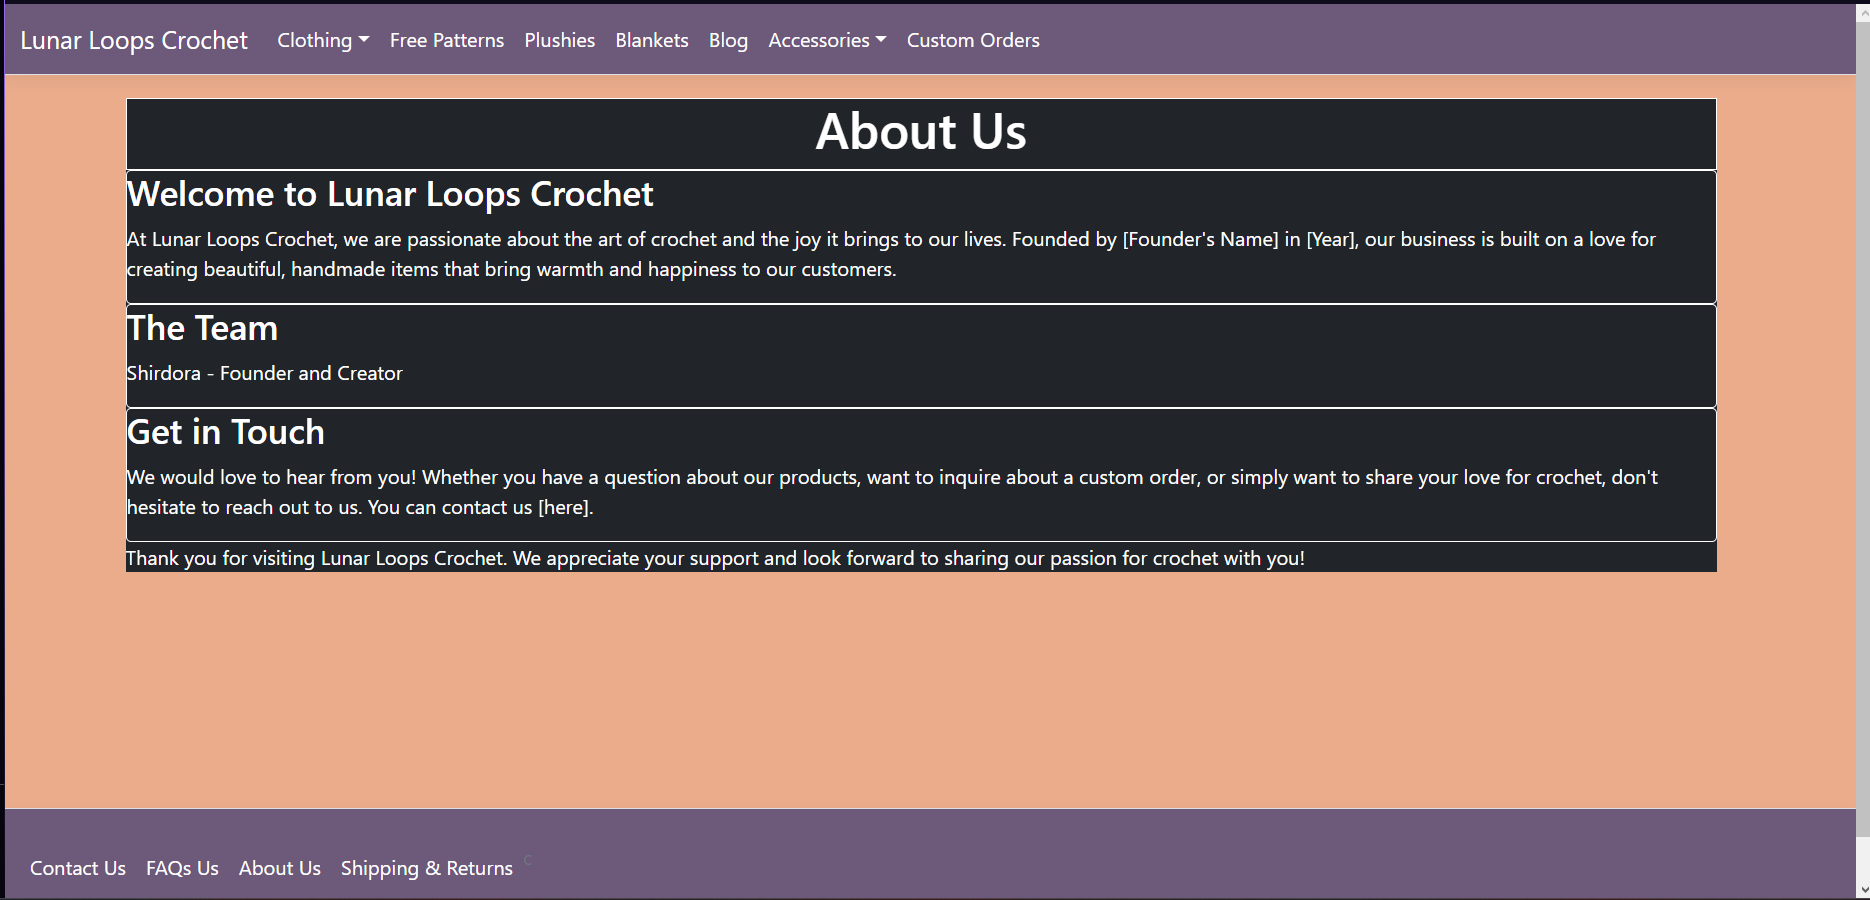 Lunar Loops Crochet Clothing Free Patterns Plushies Blankets Blog Accessories Custom Orders
About Us
Welcome to Lunar Loops Crochet
At Lunar Loops Crochet, we are passionate about the art of crochet and the joy it brings to our lives. Founded by [Founder's Name] in [Year], our business is built on a love for
creating beautiful, handmade items that bring warmth and happiness to our customers.
The Team
Shirdora - Founder and Creator
Get in Touch
We would love to hear from you! Whether you have a question about our products, want to inquire about a custom order, or simply want to share your love for crochet, don't
hesitate to reach out to us. You can contact us [here].
Thank you for visiting Lunar Loops Crochet. We appreciate your support and look forward to sharing our passion for crochet with you!
Contact Us FAQs Us About Us Shipping & Returns C